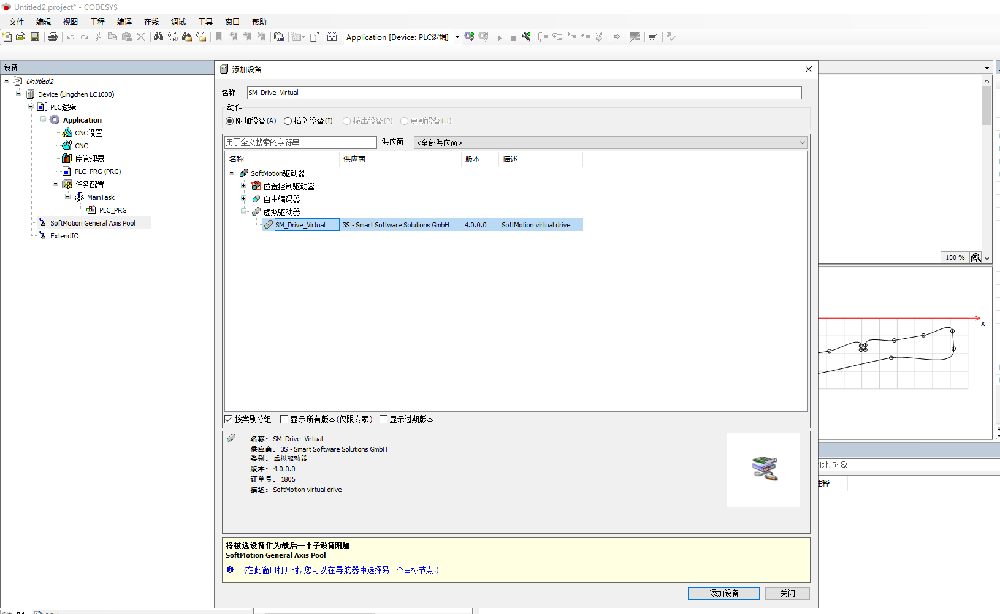 Untitled2.project* - CODESYS
文件 编辑 视图 工程 编译 在线 调试 工具 窗口 帮助
Application [Device: PLC逻辑]
设备
Untitled2
Device (Lingchen LC1000)
PLC逻辑
Application
CNC设置
CNC
库管理器
PLC_PRG (PRG)
任务配置
MainTask
PLC_PRG
SoftMotion General Axis Pool
ExtendIO
添加设备
名称 SM_Drive_Virtual
动作
附加设备(A) 插入设备(I) 拔出设备(P) 更新设备(U)
用于全文搜索的字符串 供应商 <全部供应商>
名称 供应商 版本 描述
SoftMotion驱动器
位置控制驱动器
自由编码器
虚拟驱动器
SM_Drive_Virtual 3S - Smart Software Solutions GmbH 4.0.0.0 SoftMotion virtual drive
按类别分组 显示所有版本(仅限专家) 显示过期版本
名称: SM_Drive_Virtual
供应商: 3S - Smart Software Solutions GmbH
类别: 虚拟驱动器
版本: 4.0.0.0
订单号: 1805
描述: SoftMotion virtual drive
将被选设备作为最后一个子设备附加
SoftMotion General Axis Pool
(在此窗口打开时,您可以在导航器中选择另一个目标节点.)
添加设备 关闭
100 %
x
地址,对象
注释
设备